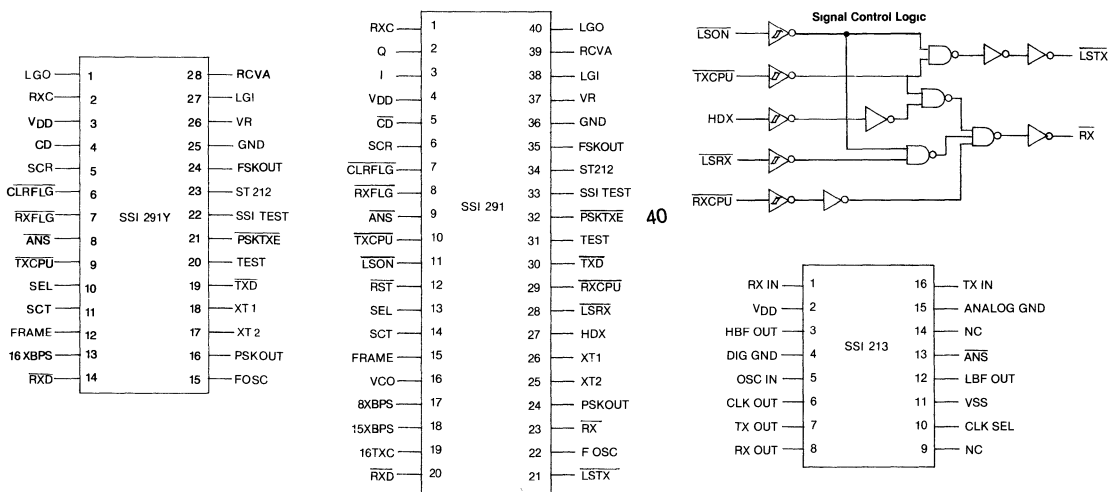 LGO 1 28 RCVA
RXC 2 27 LGI
VDD 3 26 VR
CD 4 25 GND
SCR 5 24 FSKOUT
CLRFLG 6 23 ST212
RXFLG 7 22 SSI TEST
SSI 291Y
ANS 8 21 PSKTXE
TXCPU 9 20 TEST
SEL 10 19 TXD
SCT 11 18 XT1
FRAME 12 17 XT2
16XBPS 13 16 PSKOUT
RXD 14 15 FOSC
RXC 1 40 LGO
Q 2 39 RCVA
I 3 38 LGI
VDD 4 37 VR
CD 5 36 GND
SCR 6 35 FSKOUT
CLRFLG 7 34 ST212
RXFLG 8 33 SSI TEST
SSI 291
ANS 9 32 PSKTXE
40
TXCPU 10 31 TEST
LSON 11 30 TXD
RST 12 29 RXCPU
SEL 13 28 LSRX
SCT 14 27 HDX
FRAME 15 26 XT1
VCO 16 25 XT2
8XBPS 17 24 PSKOUT
15XBPS 18 23 RX
16TXC 19 22 F OSC
RXD 20 21 LSTX
Signal Control Logic
LSON
LSTX
TXCPU
HDX
RX
LSRX
RXCPU
RX IN 1 16 TX IN
VDD 2 15 ANALOG GND
HBF OUT 3 14 NC
SSI 213
DIG GND 4 13 ANS
OSC IN 5 12 LBF OUT
CLK OUT 6 11 VSS
TX OUT 7 10 CLK SEL
RX OUT 8 9 NC